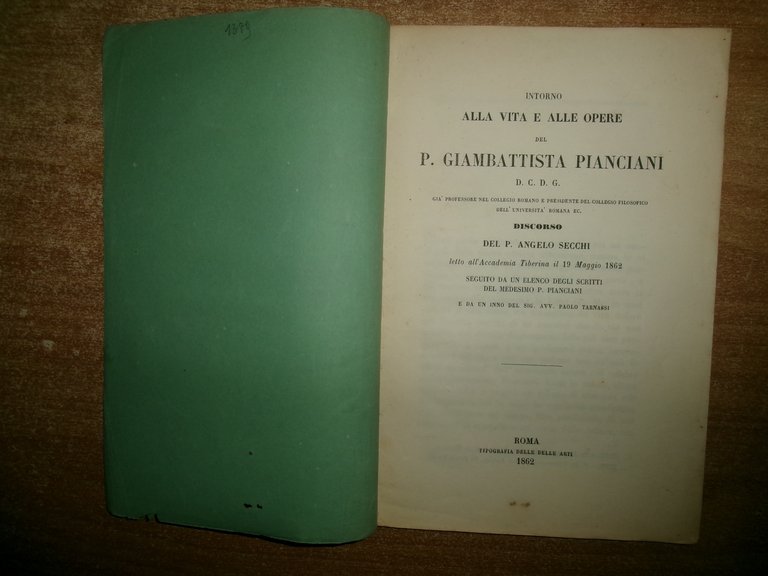 1879
INTORNO
ALLA VITA E ALLE OPERE
DEL
P. GIAMBATTISTA PIANCIANI
D. C. D. G.
GIA' PROFESSORE NEL COLLEGIO ROMANO E PRESIDENTE DEL COLLEGIO FILOSOFICO
DELL' UNIVERSITA' ROMANA EC.
DISCORSO
DEL P. ANGELO SECCHI
letto all'Accademia Tiberina il 19 Maggio 1862
SEGUITO DA UN ELENCO DEGLI SCRITTI
DEL MEDESIMO P. PIANCIANI
E DA UN INNO DEL SIG. AVV. PAOLO TARNASSI
ROMA
TIPOGRAFIA DELLE BELLE ARTI
1862